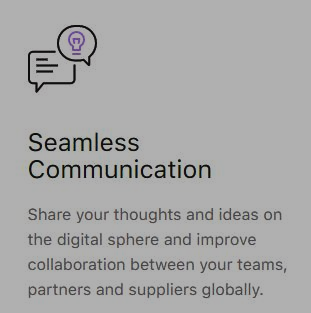 Seamless
Communication
Share your thoughts and ideas on
the digital sphere and improve
collaboration between your teams,
partners and suppliers globally.